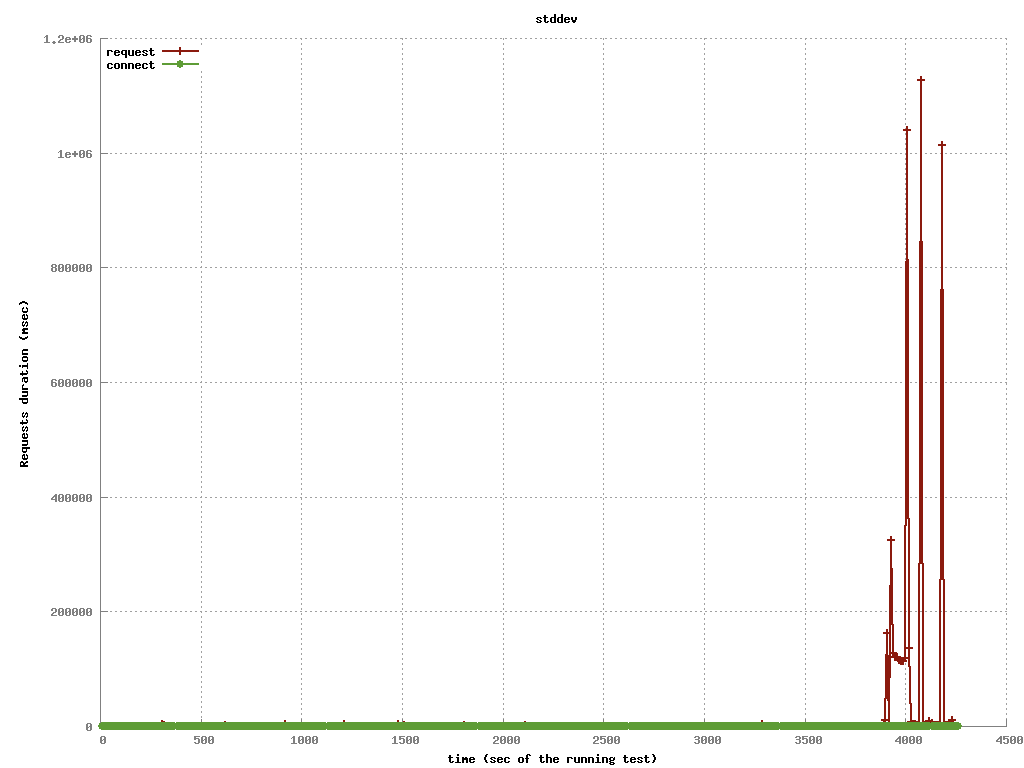 stddev
1.2e+06
request
connect
1e+06
800000
600000
400000
200000
0
Requests duration (msec)
0 500 1000 1500 2000 2500 3000 3500 4000 4500
time (sec of the running test)